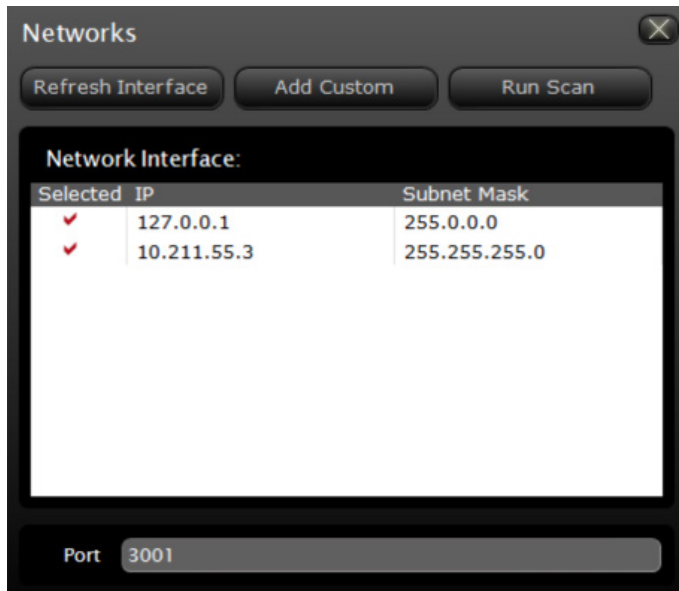 Networks
Refresh Interface Add Custom Run Scan
Network Interface:
Selected IP Subnet Mask
127.0.0.1 255.0.0.0
10.211.55.3 255.255.255.0
Port 3001